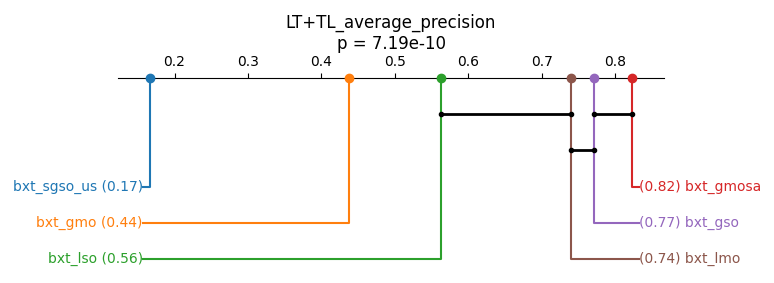 LT+TL_average_precision
p = 7.19e-10
0.2 0.3 0.4 0.5 0.6 0.7 0.8
bxt_sgso_us (0.17) (0.82) bxt_gmosa
bxt_gmo (0.44) (0.77) bxt_gso
bxt_lso (0.56) (0.74) bxt_lmo